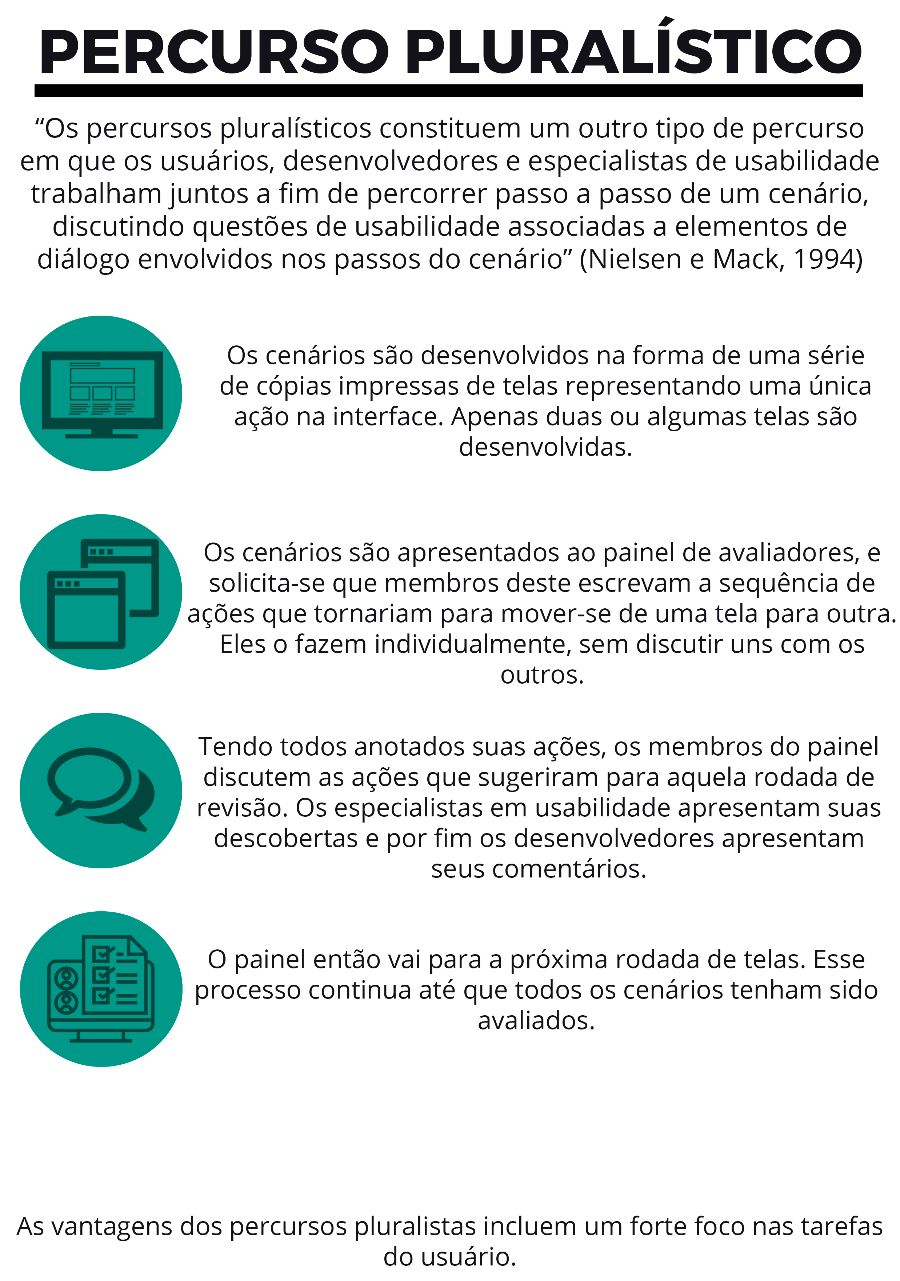 PERCURSO PLURALÍSTICO
“Os percursos pluralísticos constituem um outro tipo de percurso
em que os usuários, desenvolvedores e especialistas de usabilidade
trabalham juntos a fim de percorrer passo a passo de um cenário,
discutindo questões de usabilidade associadas a elementos de
diálogo envolvidos nos passos do cenário” (Nielsen e Mack, 1994)
Os cenários são desenvolvidos na forma de uma série
de cópias impressas de telas representando uma única
ação na interface. Apenas duas ou algumas telas são
desenvolvidas.
Os cenários são apresentados ao painel de avaliadores, e
solicita-se que membros deste escrevam a sequência de
ações que tornariam para mover-se de uma tela para outra.
Eles o fazem individualmente, sem discutir uns com os
outros.
Tendo todos anotados suas ações, os membros do painel
discutem as ações que sugeriram para aquela rodada de
revisão. Os especialistas em usabilidade apresentam suas
descobertas e por fim os desenvolvedores apresentam
seus comentários.
O painel então vai para a próxima rodada de telas. Esse
processo continua até que todos os cenários tenham sido
avaliados.
As vantagens dos percursos pluralistas incluem um forte foco nas tarefas
do usuário.